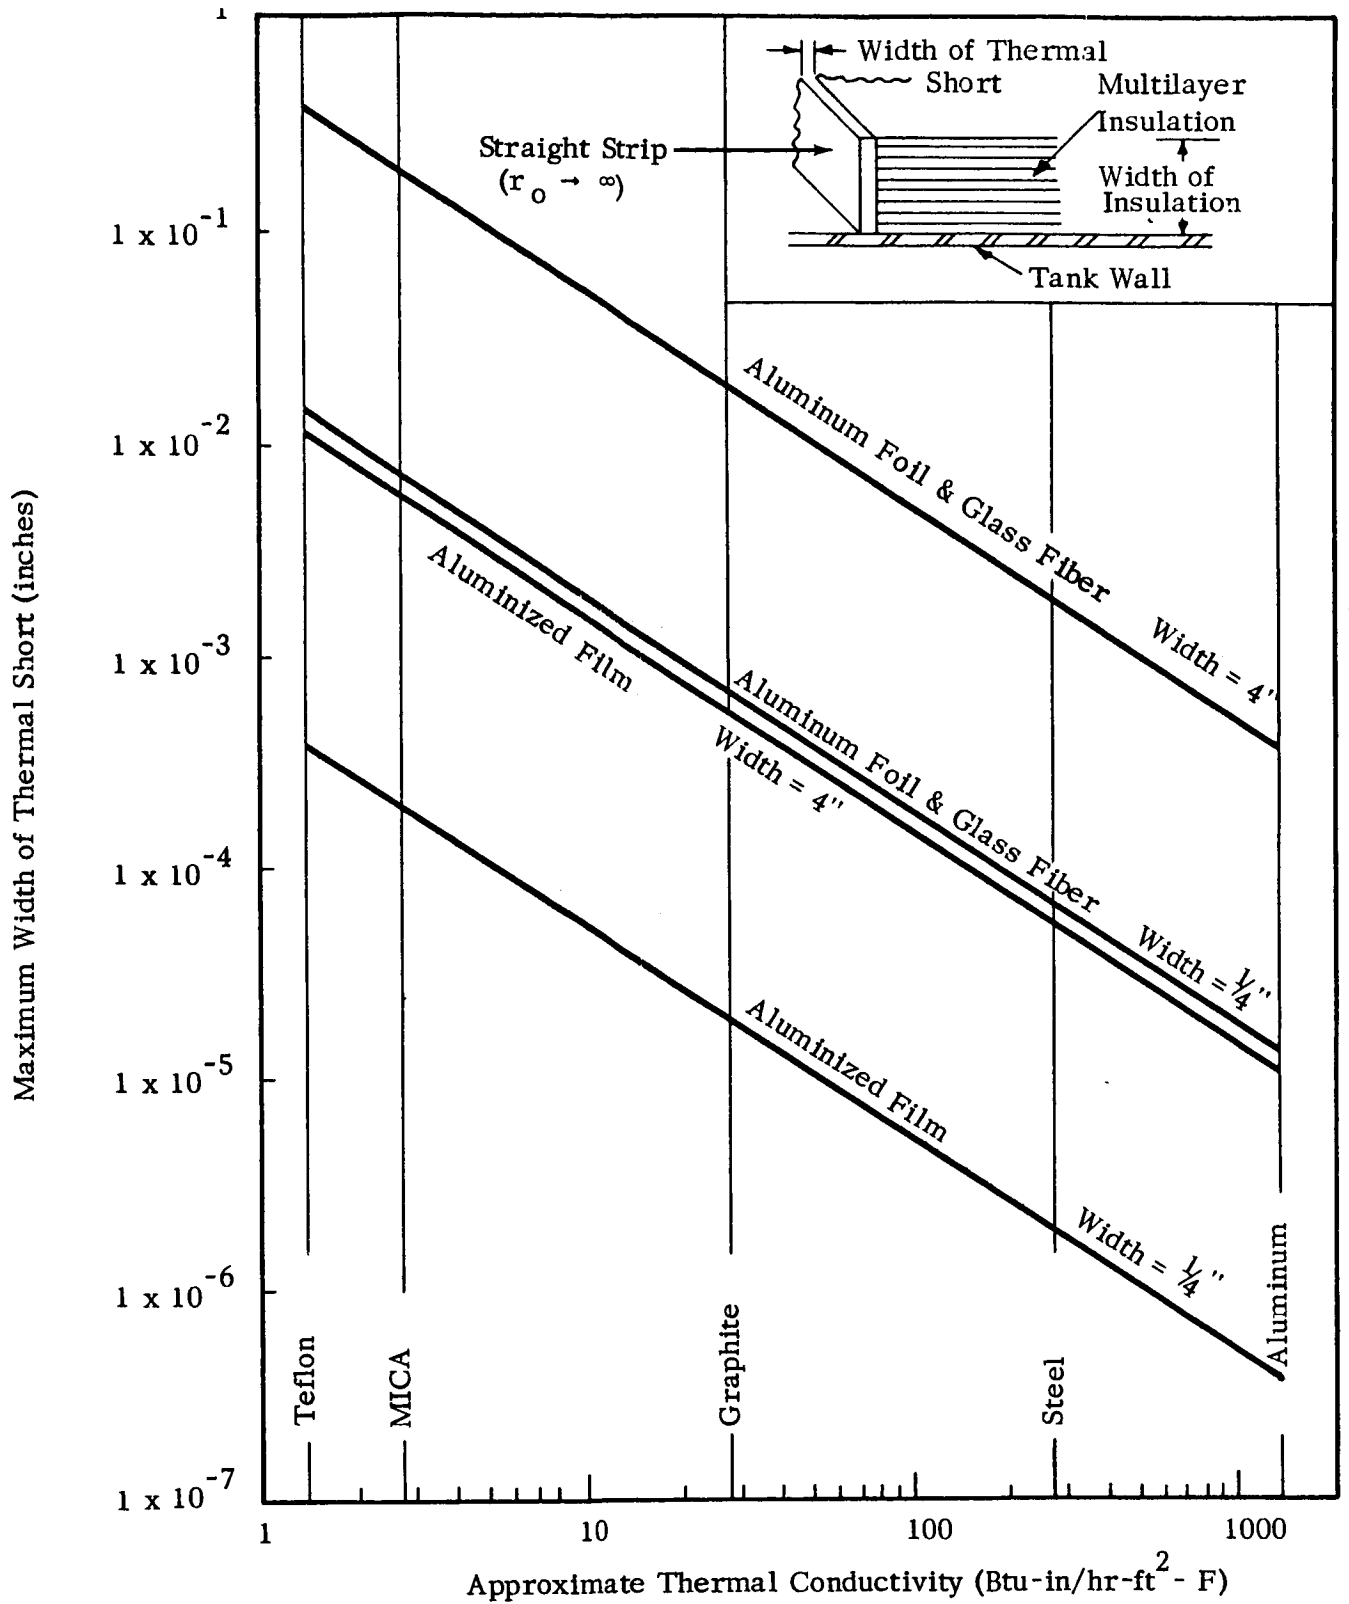 1
Width of Thermal
Short
Multilayer
Insulation
Straight Strip
(r₀ → ∞)
Width of
Insulation
Tank Wall
1 x 10⁻¹
1 x 10⁻²
1 x 10⁻³
1 x 10⁻⁴
1 x 10⁻⁵
1 x 10⁻⁶
1 x 10⁻⁷
Maximum Width of Thermal Short (inches)
Aluminum Foil & Glass Fiber Width = 4"
Aluminized Film Width = 4"
Aluminum Foil & Glass Fiber Width = 1/4"
Aluminized Film Width = 1/4"
Teflon
MICA
Graphite
Steel
Aluminum
1 10 100 1000
Approximate Thermal Conductivity (Btu-in/hr-ft² - F)